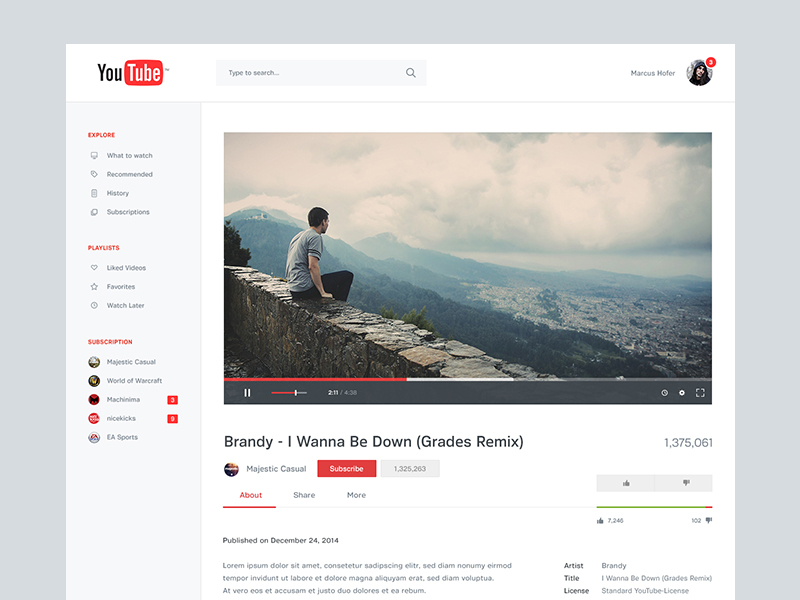 YouTube™
Type to search...
Marcus Hofer
3
EXPLORE
What to watch
Recommended
History
Subscriptions
PLAYLISTS
Liked Videos
Favorites
Watch Later
SUBSCRIPTION
Majestic Casual
World of Warcraft
Machinima 3
nicekicks 9
EA Sports
2:11 / 4:38
Brandy - I Wanna Be Down (Grades Remix)
1,375,061
Majestic Casual Subscribe 1,325,263
About Share More
7,246 102
Published on December 24, 2014
Lorem ipsum dolor sit amet, consetetur sadipscing elitr, sed diam nonumy eirmod
tempor invidunt ut labore et dolore magna aliquyam erat, sed diam voluptua.
At vero eos et accusam et justo duo dolores et ea rebum.
Artist Brandy
Title I Wanna Be Down (Grades Remix)
License Standard YouTube-License